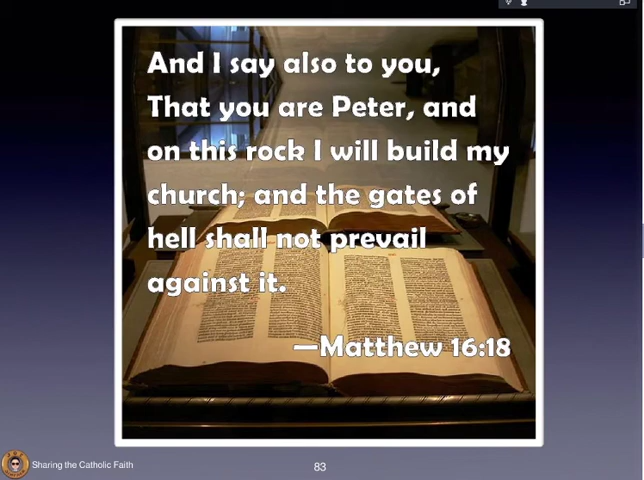 And I say also to you,
That you are Peter, and
on this rock I will build my
church; and the gates of
hell shall not prevail
against it.
—Matthew 16:18
Sharing the Catholic Faith
83